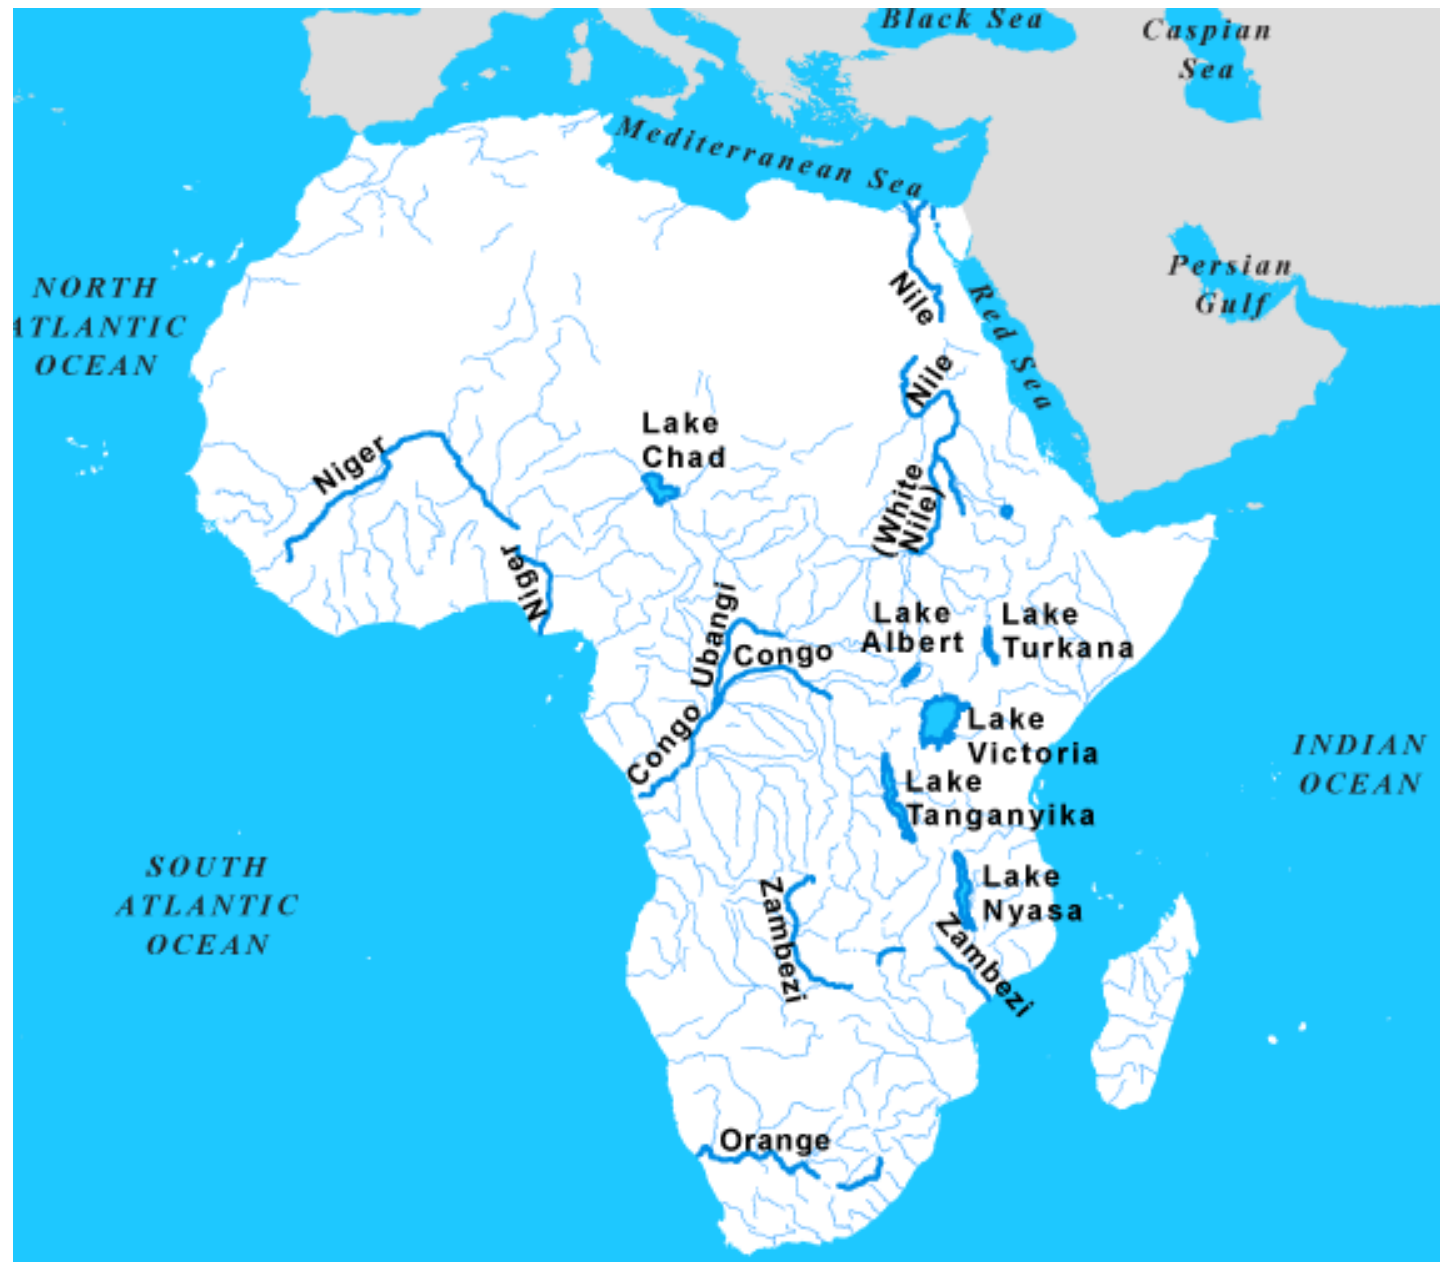 Black Sea
Caspian
Sea
Mediterranean Sea
Persian
Gulf
NORTH
ATLANTIC
OCEAN
Nile
Red Sea
Nile
Lake
Chad
Niger
(White
Nile)
Niger
Ubangi
Lake
Albert
Lake
Turkana
Congo
Congo
Lake
Victoria
INDIAN
OCEAN
Lake
Tanganyika
SOUTH
ATLANTIC
OCEAN
Lake
Nyasa
Zambezi
Zambezi
Orange